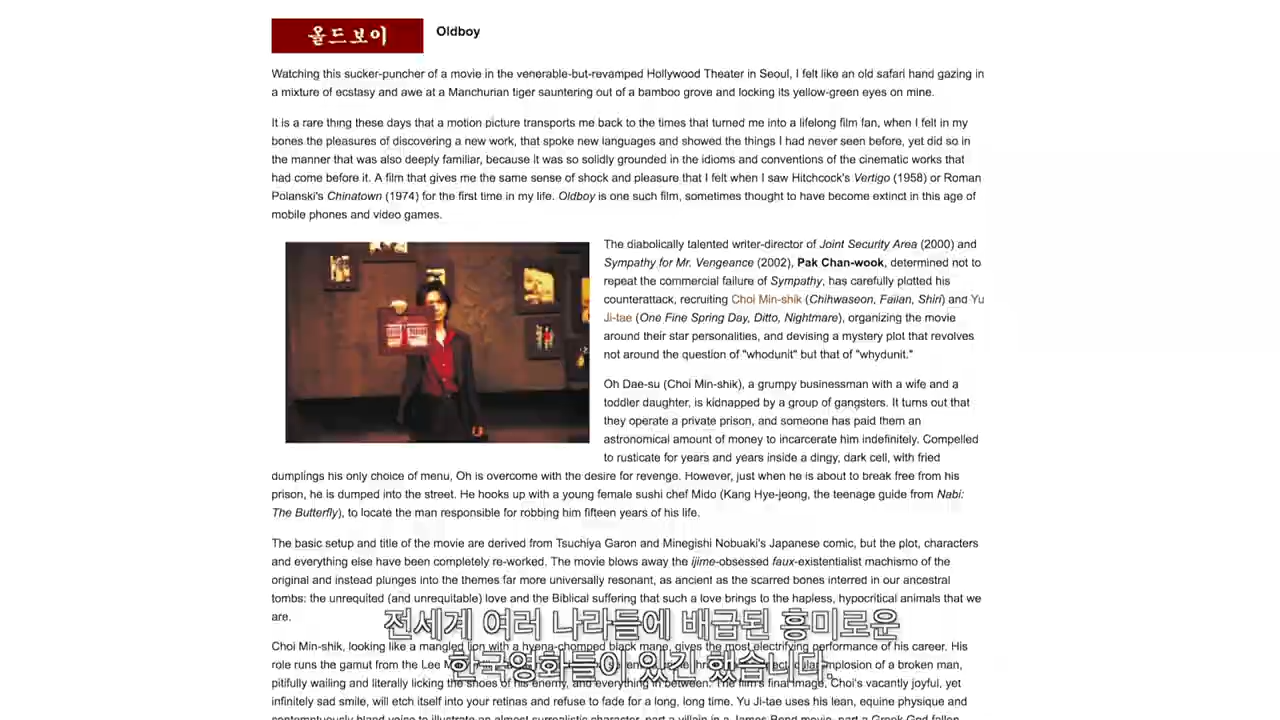 올드보이 Oldboy
Watching this sucker-puncher of a movie in the venerable-but-revamped Hollywood Theater in Seoul, I felt like an old safari hand gazing in
a mixture of ecstasy and awe at a Manchurian tiger sauntering out of a bamboo grove and locking its yellow-green eyes on mine.
It is a rare thing these days that a motion picture transports me back to the times that turned me into a lifelong film fan, when I felt in my
bones the pleasures of discovering a new work, that spoke new languages and showed the things I had never seen before, yet did so in
the manner that was also deeply familiar, because it was so solidly grounded in the idioms and conventions of the cinematic works that
had come before it. A film that gives me the same sense of shock and pleasure that I felt when I saw Hitchcock's Vertigo (1958) or Roman
Polanski's Chinatown (1974) for the first time in my life. Oldboy is one such film, sometimes thought to have become extinct in this age of
mobile phones and video games.
The diabolically talented writer-director of Joint Security Area (2000) and
Sympathy for Mr. Vengeance (2002), Pak Chan-wook, determined not to
repeat the commercial failure of Sympathy, has carefully plotted his
counterattack, recruiting Choi Min-shik (Chihwaseon, Failan, Shiri) and Yu
Ji-tae (One Fine Spring Day, Ditto, Nightmare), organizing the movie
around their star personalities, and devising a mystery plot that revolves
not around the question of "whodunit" but that of "whydunit."
Oh Dae-su (Choi Min-shik), a grumpy businessman with a wife and a
toddler daughter, is kidnapped by a group of gangsters. It turns out that
they operate a private prison, and someone has paid them an
astronomical amount of money to incarcerate him indefinitely. Compelled
to rusticate for years and years inside a dingy, dark cell, with fried
dumplings his only choice of menu, Oh is overcome with the desire for revenge. However, just when he is about to break free from his
prison, he is dumped into the street. He hooks up with a young female sushi chef Mido (Kang Hye-jeong, the teenage guide from Nabi:
The Butterfly), to locate the man responsible for robbing him fifteen years of his life.
The basic setup and title of the movie are derived from Tsuchiya Garon and Minegishi Nobuaki's Japanese comic, but the plot, characters
and everything else have been completely re-worked. The movie blows away the ijime-obsessed faux-existentialist machismo of the
original and instead plunges into the themes far more universally resonant, as ancient as the scarred bones interred in our ancestral
tombs: the unrequited (and unrequitable) love and the Biblical suffering that such a love brings to the hapless, hypocritical animals that we
are.
전세계 여러 나라들에 배급된 흥미로운
Choi Min-shik, looking like a mangled lion with a hyena-chomped black mane, gives the most electrifying performance of his career. His
한국영화들이 있긴 했습니다.
role runs the gamut from the Lee implosion of a broken man,
pitifully wailing and literally licking the shoes of his enemy, and everything in between. The film's final image, Choi's vacantly joyful, yet
infinitely sad smile, will etch itself into your retinas and refuse to fade for a long, long time. Yu Ji-tae uses his lean, equine physique and
contemptuously bland voice to illustrate an almost surrealistic character, part a villain in a James Bond movie, part a Greek God fallen